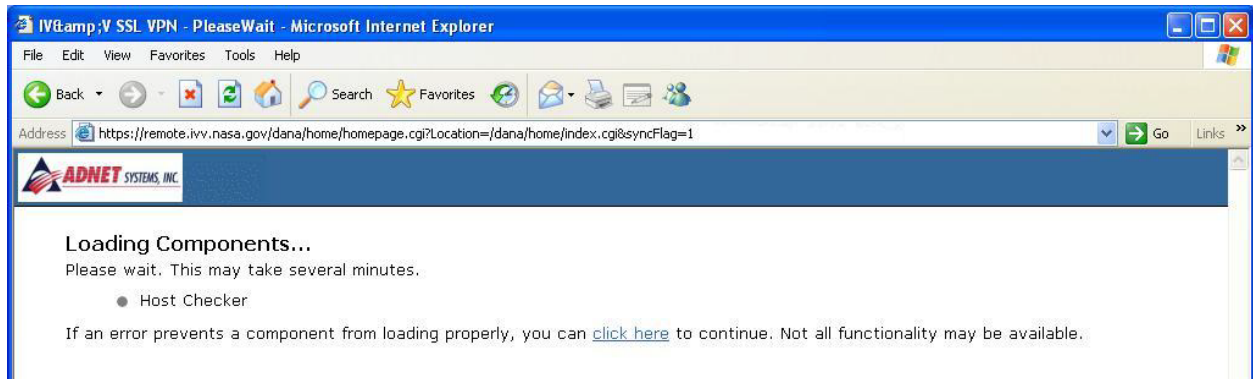 IV&amp;V SSL VPN - PleaseWait - Microsoft Internet Explorer
File Edit View Favorites Tools Help
Back Search Favorites
Address https://remote.ivv.nasa.gov/dana/home/homepage.cgi?Location=/dana/home/index.cgi&syncFlag=1 Go Links »
ADNET SYSTEMS, INC.
Loading Components...
Please wait. This may take several minutes.
Host Checker
If an error prevents a component from loading properly, you can click here to continue. Not all functionality may be available.